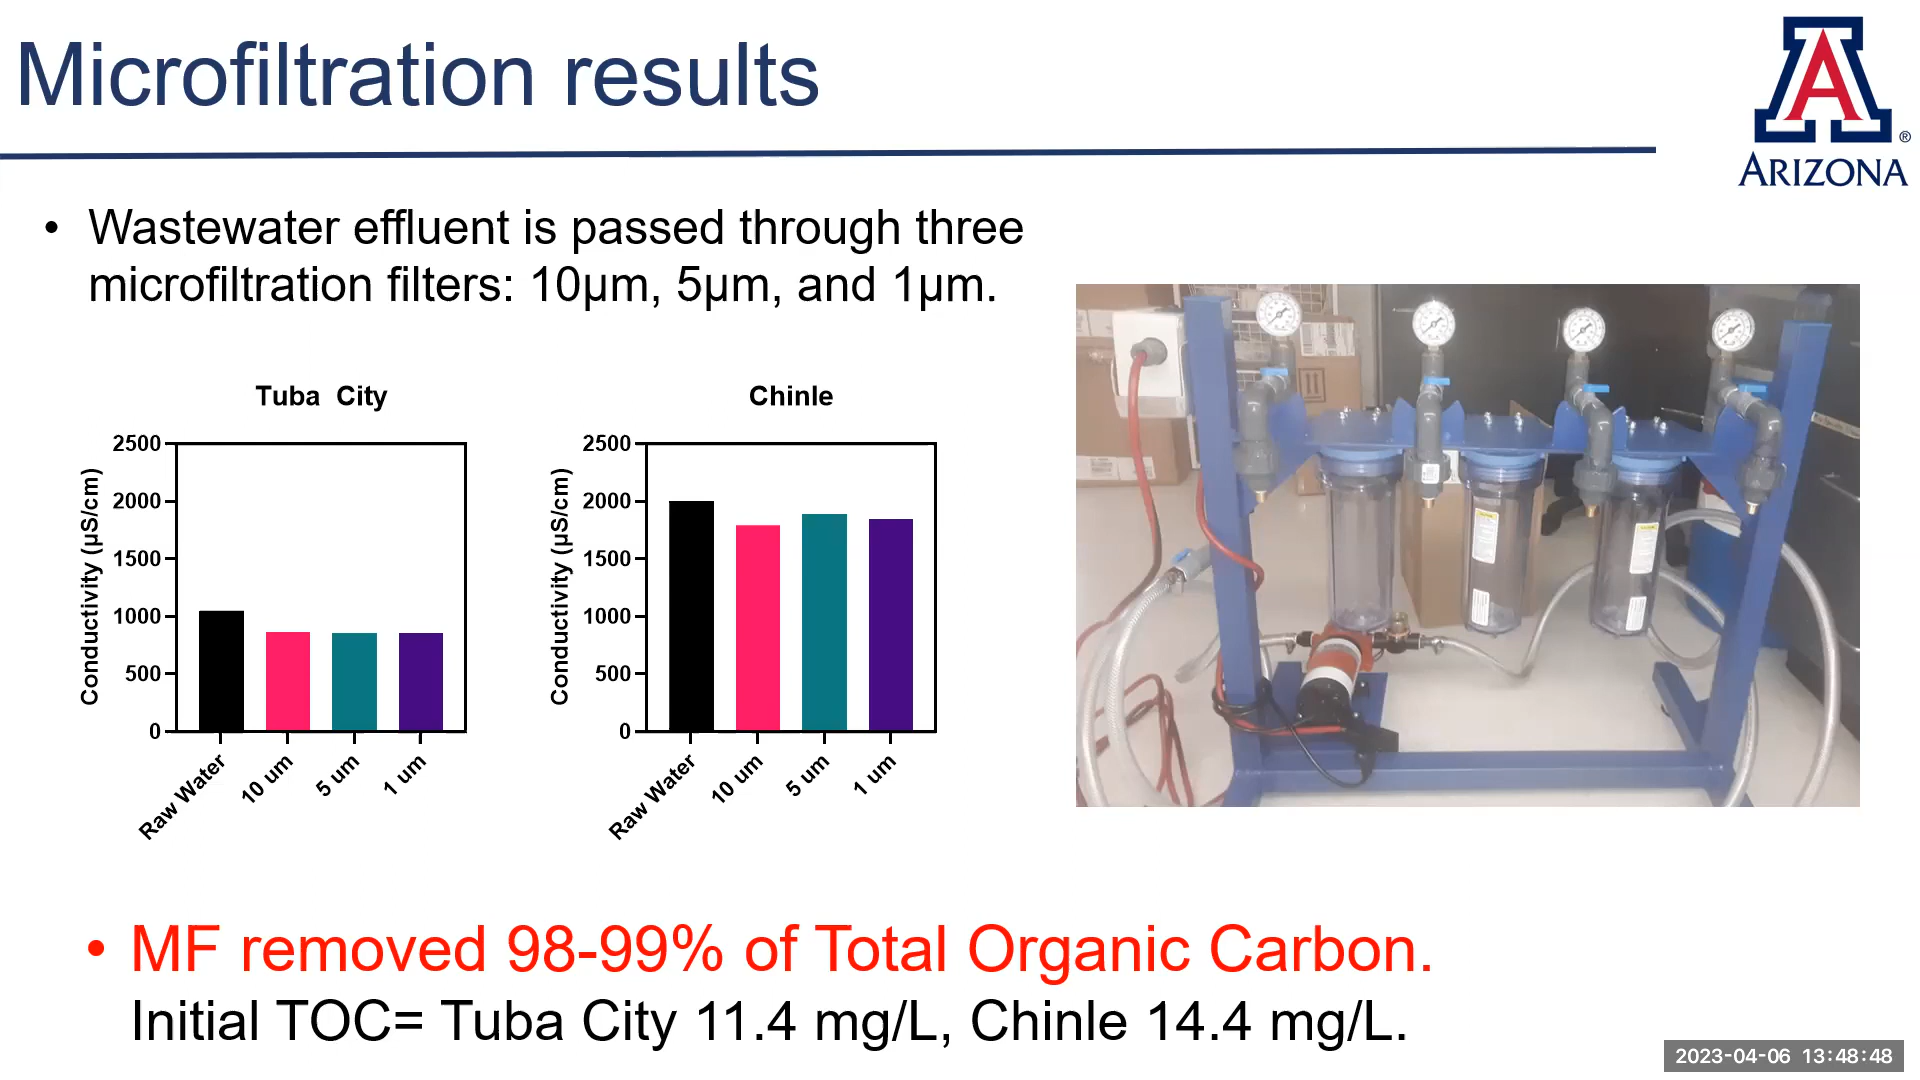 Microfiltration results
ARIZONA
®
• Wastewater effluent is passed through three
microfiltration filters: 10µm, 5µm, and 1µm.
Tuba City
Conductivity (µS/cm)
2500
2000
1500
1000
500
0
Raw Water
10 um
5 um
1 um
Chinle
Conductivity (µS/cm)
2500
2000
1500
1000
500
0
Raw Water
10 um
5 um
1 um
• MF removed 98-99% of Total Organic Carbon.
Initial TOC= Tuba City 11.4 mg/L, Chinle 14.4 mg/L.
2023-04-06 13:48:48